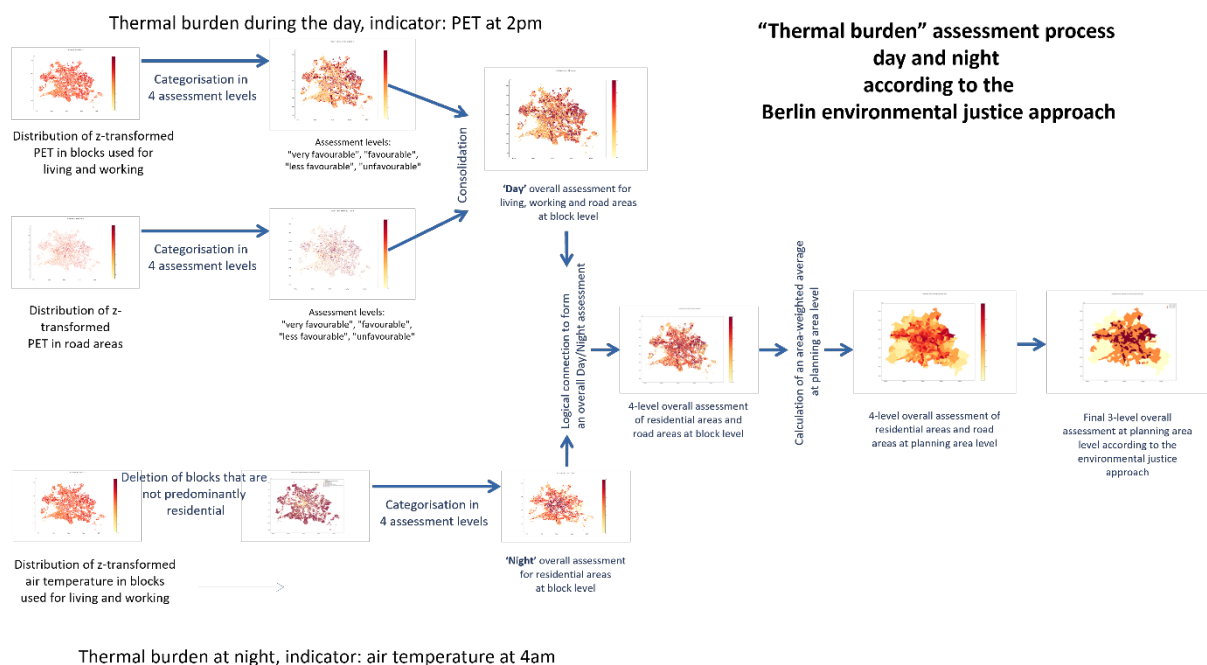 Thermal burden during the day, indicator: PET at 2pm
"Thermal burden" assessment process
day and night
according to the
Berlin environmental justice approach
Categorisation in
4 assessment levels
Distribution of z-transformed
PET in blocks used for
living and working
Assessment levels:
"very favourable", "favourable",
"less favourable", "unfavourable"
Consolidation
'Day' overall assessment for
living, working and road areas
at block level
Categorisation in
4 assessment levels
Distribution of z-
transformed
PET in road areas
Assessment levels:
"very favourable", "favourable",
"less favourable", "unfavourable"
Logical connection to form
an overall Day/Night assessment
4-level overall assessment
of residential areas and
road areas at block level
Calculation of an area-weighted average
at planning area level
4-level overall assessment of
residential areas and road
areas at planning area level
Final 3-level overall
assessment at planning area
level according to the
environmental justice
approach
Deletion of blocks that are
not predominantly
residential
Categorisation in
4 assessment levels
'Night' overall assessment
for residential areas
at block level
Distribution of z-transformed
air temperature in blocks
used for living and working
Thermal burden at night, indicator: air temperature at 4am